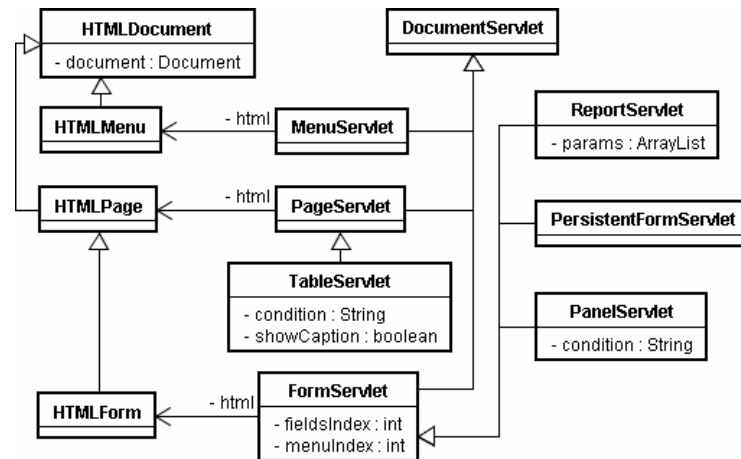 HTMLDocument
- document : Document
DocumentServlet
HTMLMenu
- html
MenuServlet
ReportServlet
- params : ArrayList
HTMLPage
- html
PageServlet
PersistentFormServlet
TableServlet
- condition : String
- showCaption : boolean
PanelServlet
- condition : String
HTMLForm
- html
FormServlet
- fieldsIndex : int
- menuIndex : int